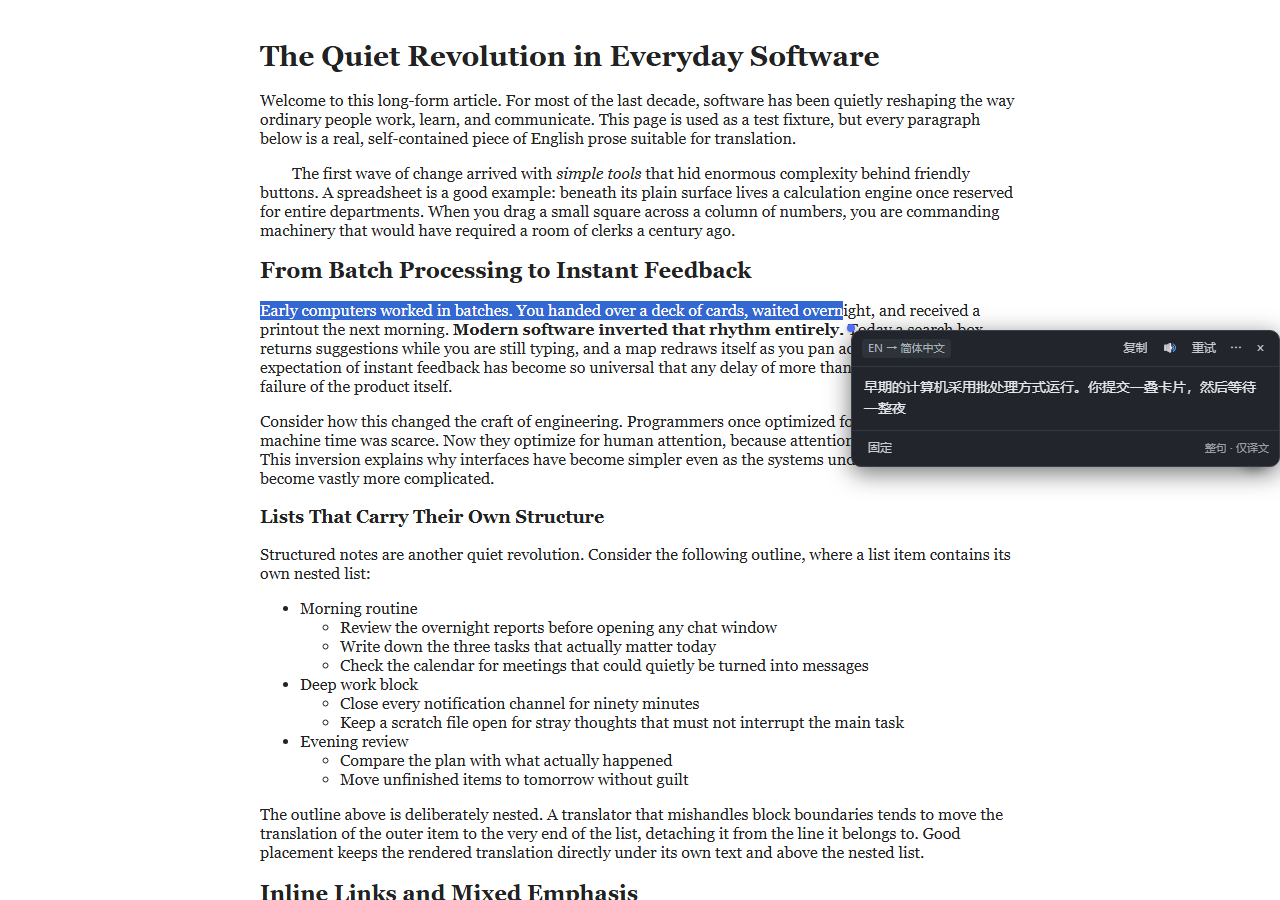 The Quiet Revolution in Everyday Software
Welcome to this long-form article. For most of the last decade, software has been quietly reshaping the way
ordinary people work, learn, and communicate. This page is used as a test fixture, but every paragraph
below is a real, self-contained piece of English prose suitable for translation.
The first wave of change arrived with simple tools that hid enormous complexity behind friendly
buttons. A spreadsheet is a good example: beneath its plain surface lives a calculation engine once reserved
for entire departments. When you drag a small square across a column of numbers, you are commanding
machinery that would have required a room of clerks a century ago.
From Batch Processing to Instant Feedback
Early computers worked in batches. You handed over a deck of cards, waited overnight, and received a
printout the next morning. Modern software inverted that rhythm entirely. Today a search box
returns suggestions while you are still typing, and a map redraws itself as you pan
expectation of instant feedback has become so universal that any delay of more than
failure of the product itself.
Consider how this changed the craft of engineering. Programmers once optimized
machine time was scarce. Now they optimize for human attention, because attention
This inversion explains why interfaces have become simpler even as the systems
become vastly more complicated.
EN → 简体中文
复制
重试
···
×
早期的计算机采用批处理方式运行。你提交一叠卡片，然后等待
一整夜
固定
整句 · 仅译文
Lists That Carry Their Own Structure
Structured notes are another quiet revolution. Consider the following outline, where a list item contains its
own nested list:
Morning routine
Review the overnight reports before opening any chat window
Write down the three tasks that actually matter today
Check the calendar for meetings that could quietly be turned into messages
Deep work block
Close every notification channel for ninety minutes
Keep a scratch file open for stray thoughts that must not interrupt the main task
Evening review
Compare the plan with what actually happened
Move unfinished items to tomorrow without guilt
The outline above is deliberately nested. A translator that mishandles block boundaries tends to move the
translation of the outer item to the very end of the list, detaching it from the line it belongs to. Good
placement keeps the rendered translation directly under its own text and above the nested list.
Inline Links and Mixed Emphasis